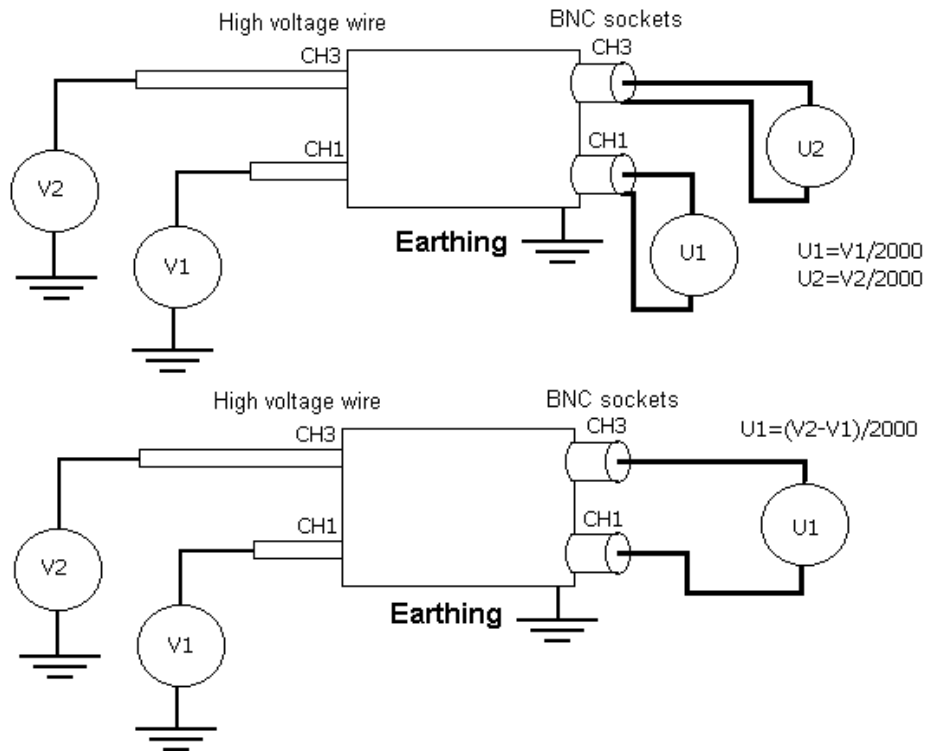 High voltage wire
BNC sockets
CH3
CH3
CH1
CH1
V2
V1
U2
U1
Earthing
U1=V1/2000
U2=V2/2000
High voltage wire
BNC sockets
CH3
CH3
U1=(V2-V1)/2000
CH1
CH1
V2
V1
U1
Earthing